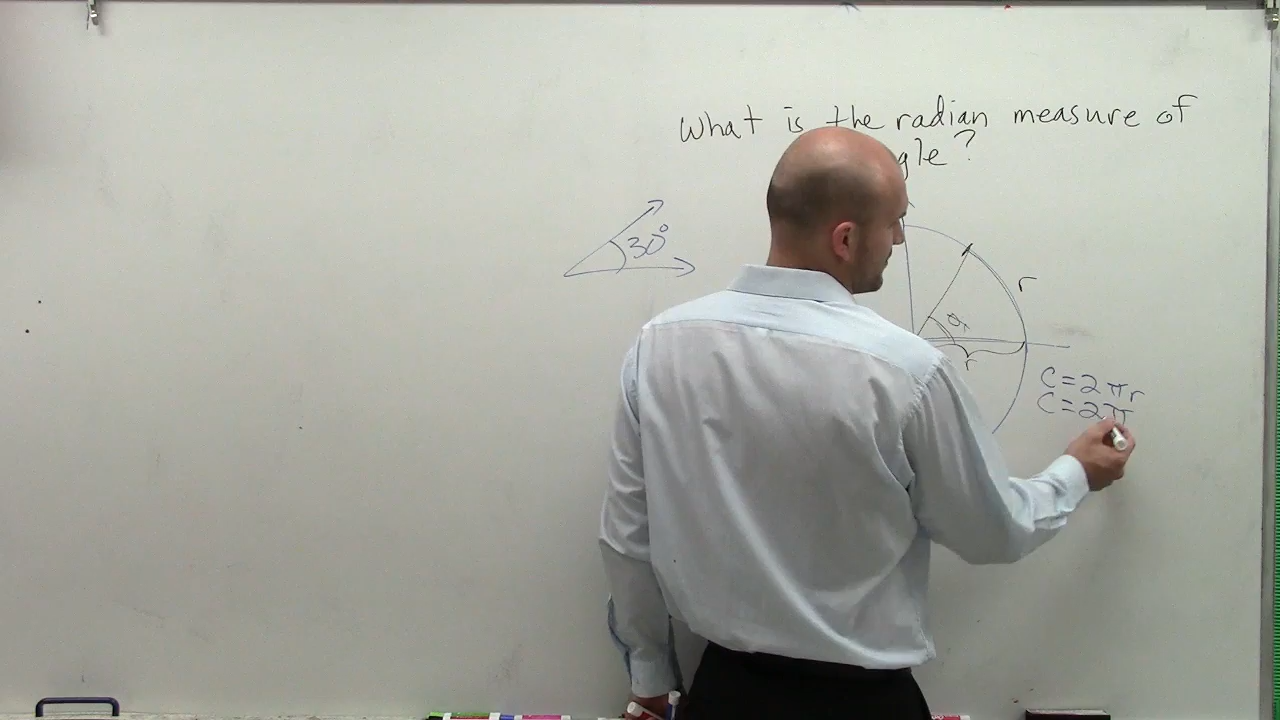 What is the radian measure of
gle?
30°
r
θ
r
C=2πr
C=2π